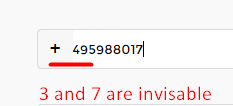 + 495988017
3 and 7 are invisable